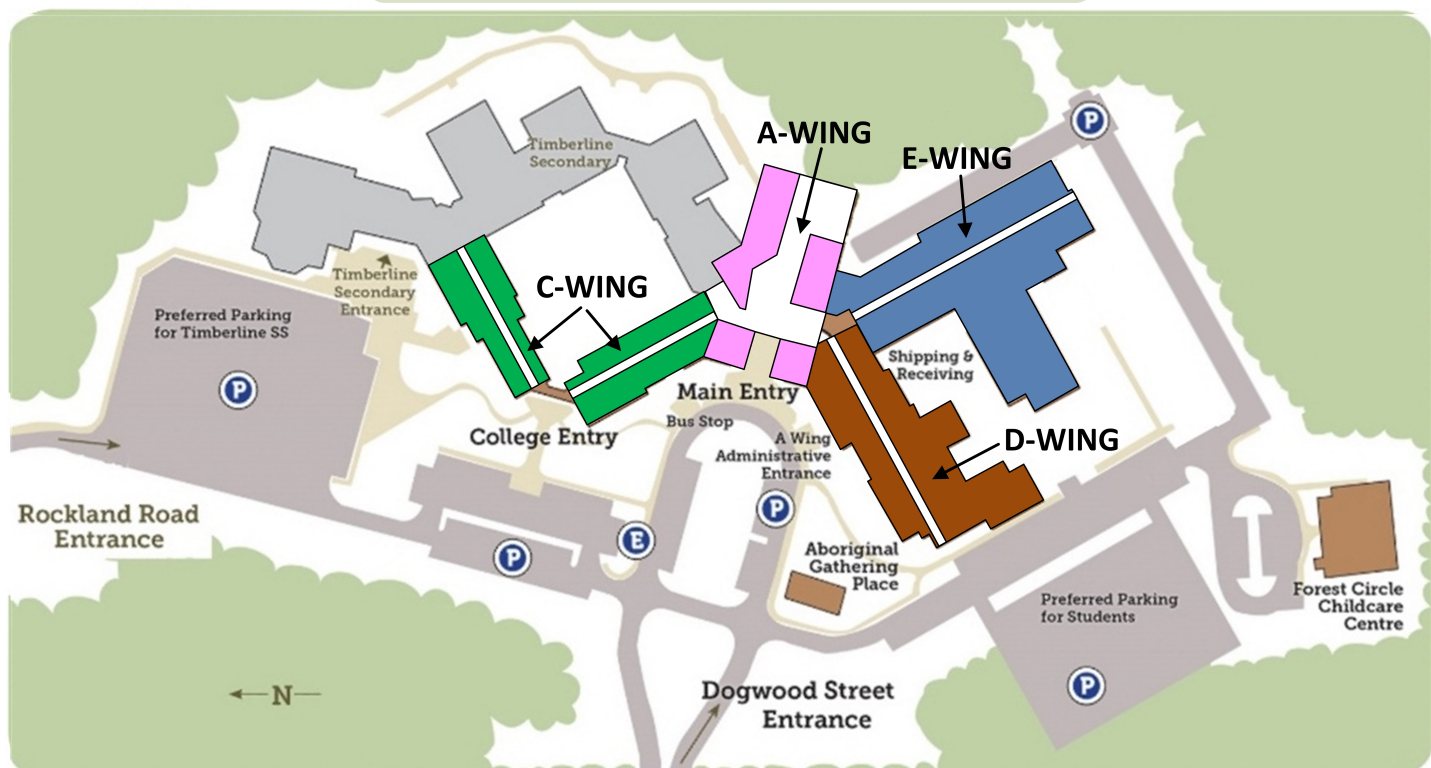 A-WING
E-WING
P
Timberline
Secondary
C-WING
Timberline
Secondary
Entrance
Preferred Parking
for Timberline SS
P
Shipping &
Receiving
Main Entry
Bus Stop
College Entry
A Wing
Administrative
Entrance
D-WING
P
Rockland Road
Entrance
P
E
Aboriginal
Gathering
Place
Forest Circle
Childcare
Centre
Preferred Parking
for Students
P
N
Dogwood Street
Entrance